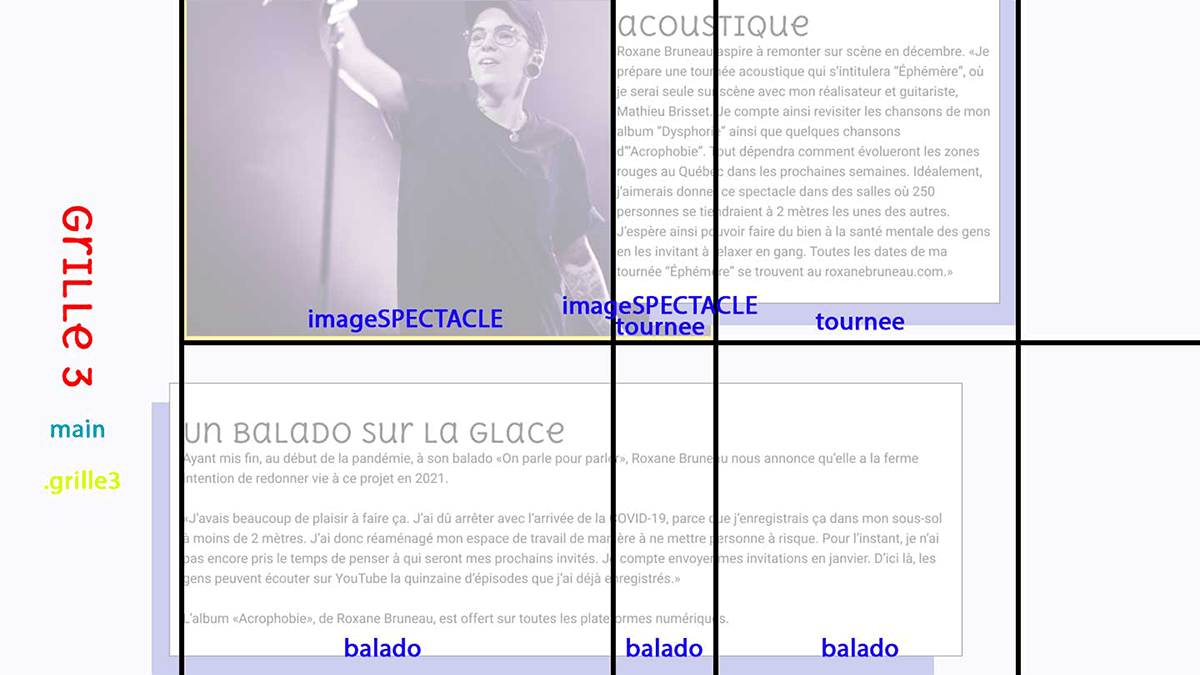 acoustique
Roxane Bruneau aspire à remonter sur scène en décembre. «Je
prépare une tournée acoustique qui s’intitulera “Éphémère”, où
je serai seule sur scène avec mon réalisateur et guitariste,
Mathieu Brisset. Je compte ainsi revisiter les chansons de mon
album “Dysphorie” ainsi que quelques chansons
d’“Acrophobie”. Tout dépendra comment évolueront les zones
rouges au Québec dans les prochaines semaines. Idéalement,
j’aimerais donner ce spectacle dans des salles où 250
personnes se tiendraient à 2 mètres les unes des autres.
J’espère ainsi pouvoir faire du bien à la santé mentale des gens
en les invitant à relaxer en gang. Toutes les dates de ma
tournée “Éphémère” se trouvent au roxanebruneau.com.»
imageSPECTACLE
imageSPECTACLE
tournee
tournee
Grille 3
main
.grille3
un balado sur la glace
Ayant mis fin, au début de la pandémie, à son balado «On parle pour parler», Roxane Bruneau nous annonce qu’elle a la ferme
intention de redonner vie à ce projet en 2021.
«J’avais beaucoup de plaisir à faire ça. J’ai dû arrêter avec l’arrivée de la COVID-19, parce que j’enregistrais ça dans mon sous-sol
à moins de 2 mètres. J’ai donc réaménagé mon espace de travail de manière à ne mettre personne à risque. Pour l’instant, je n’ai
pas encore pris le temps de penser à qui seront mes prochains invités. Je compte envoyer mes invitations en janvier. D’ici là, les
gens peuvent écouter sur YouTube la quinzaine d’épisodes que j’ai déjà enregistrés.»
L’album «Acrophobie», de Roxane Bruneau, est offert sur toutes les plateformes numériques.
balado
balado
balado